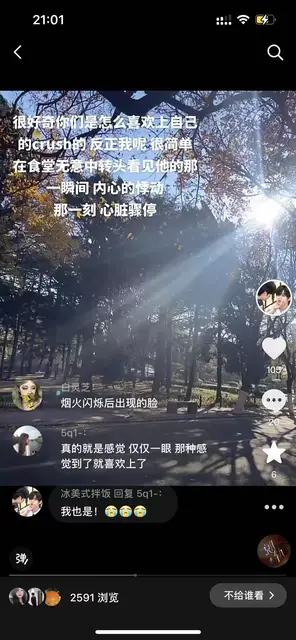 21:01
很好奇你们是怎么喜欢上自己
的crush的 反正我呢 很简单
在食堂无意中转头看见他的那
一瞬间 内心的悸动
那一刻 心脏骤停
白灵芝
烟火闪烁后出现的脸
5q1-:
真的就是感觉 仅仅一眼 那种感
觉到了就喜欢上了
冰美式拌饭 回复 5q1-:
我也是！😭😭😭
6
弹
2591 浏览
不给谁看